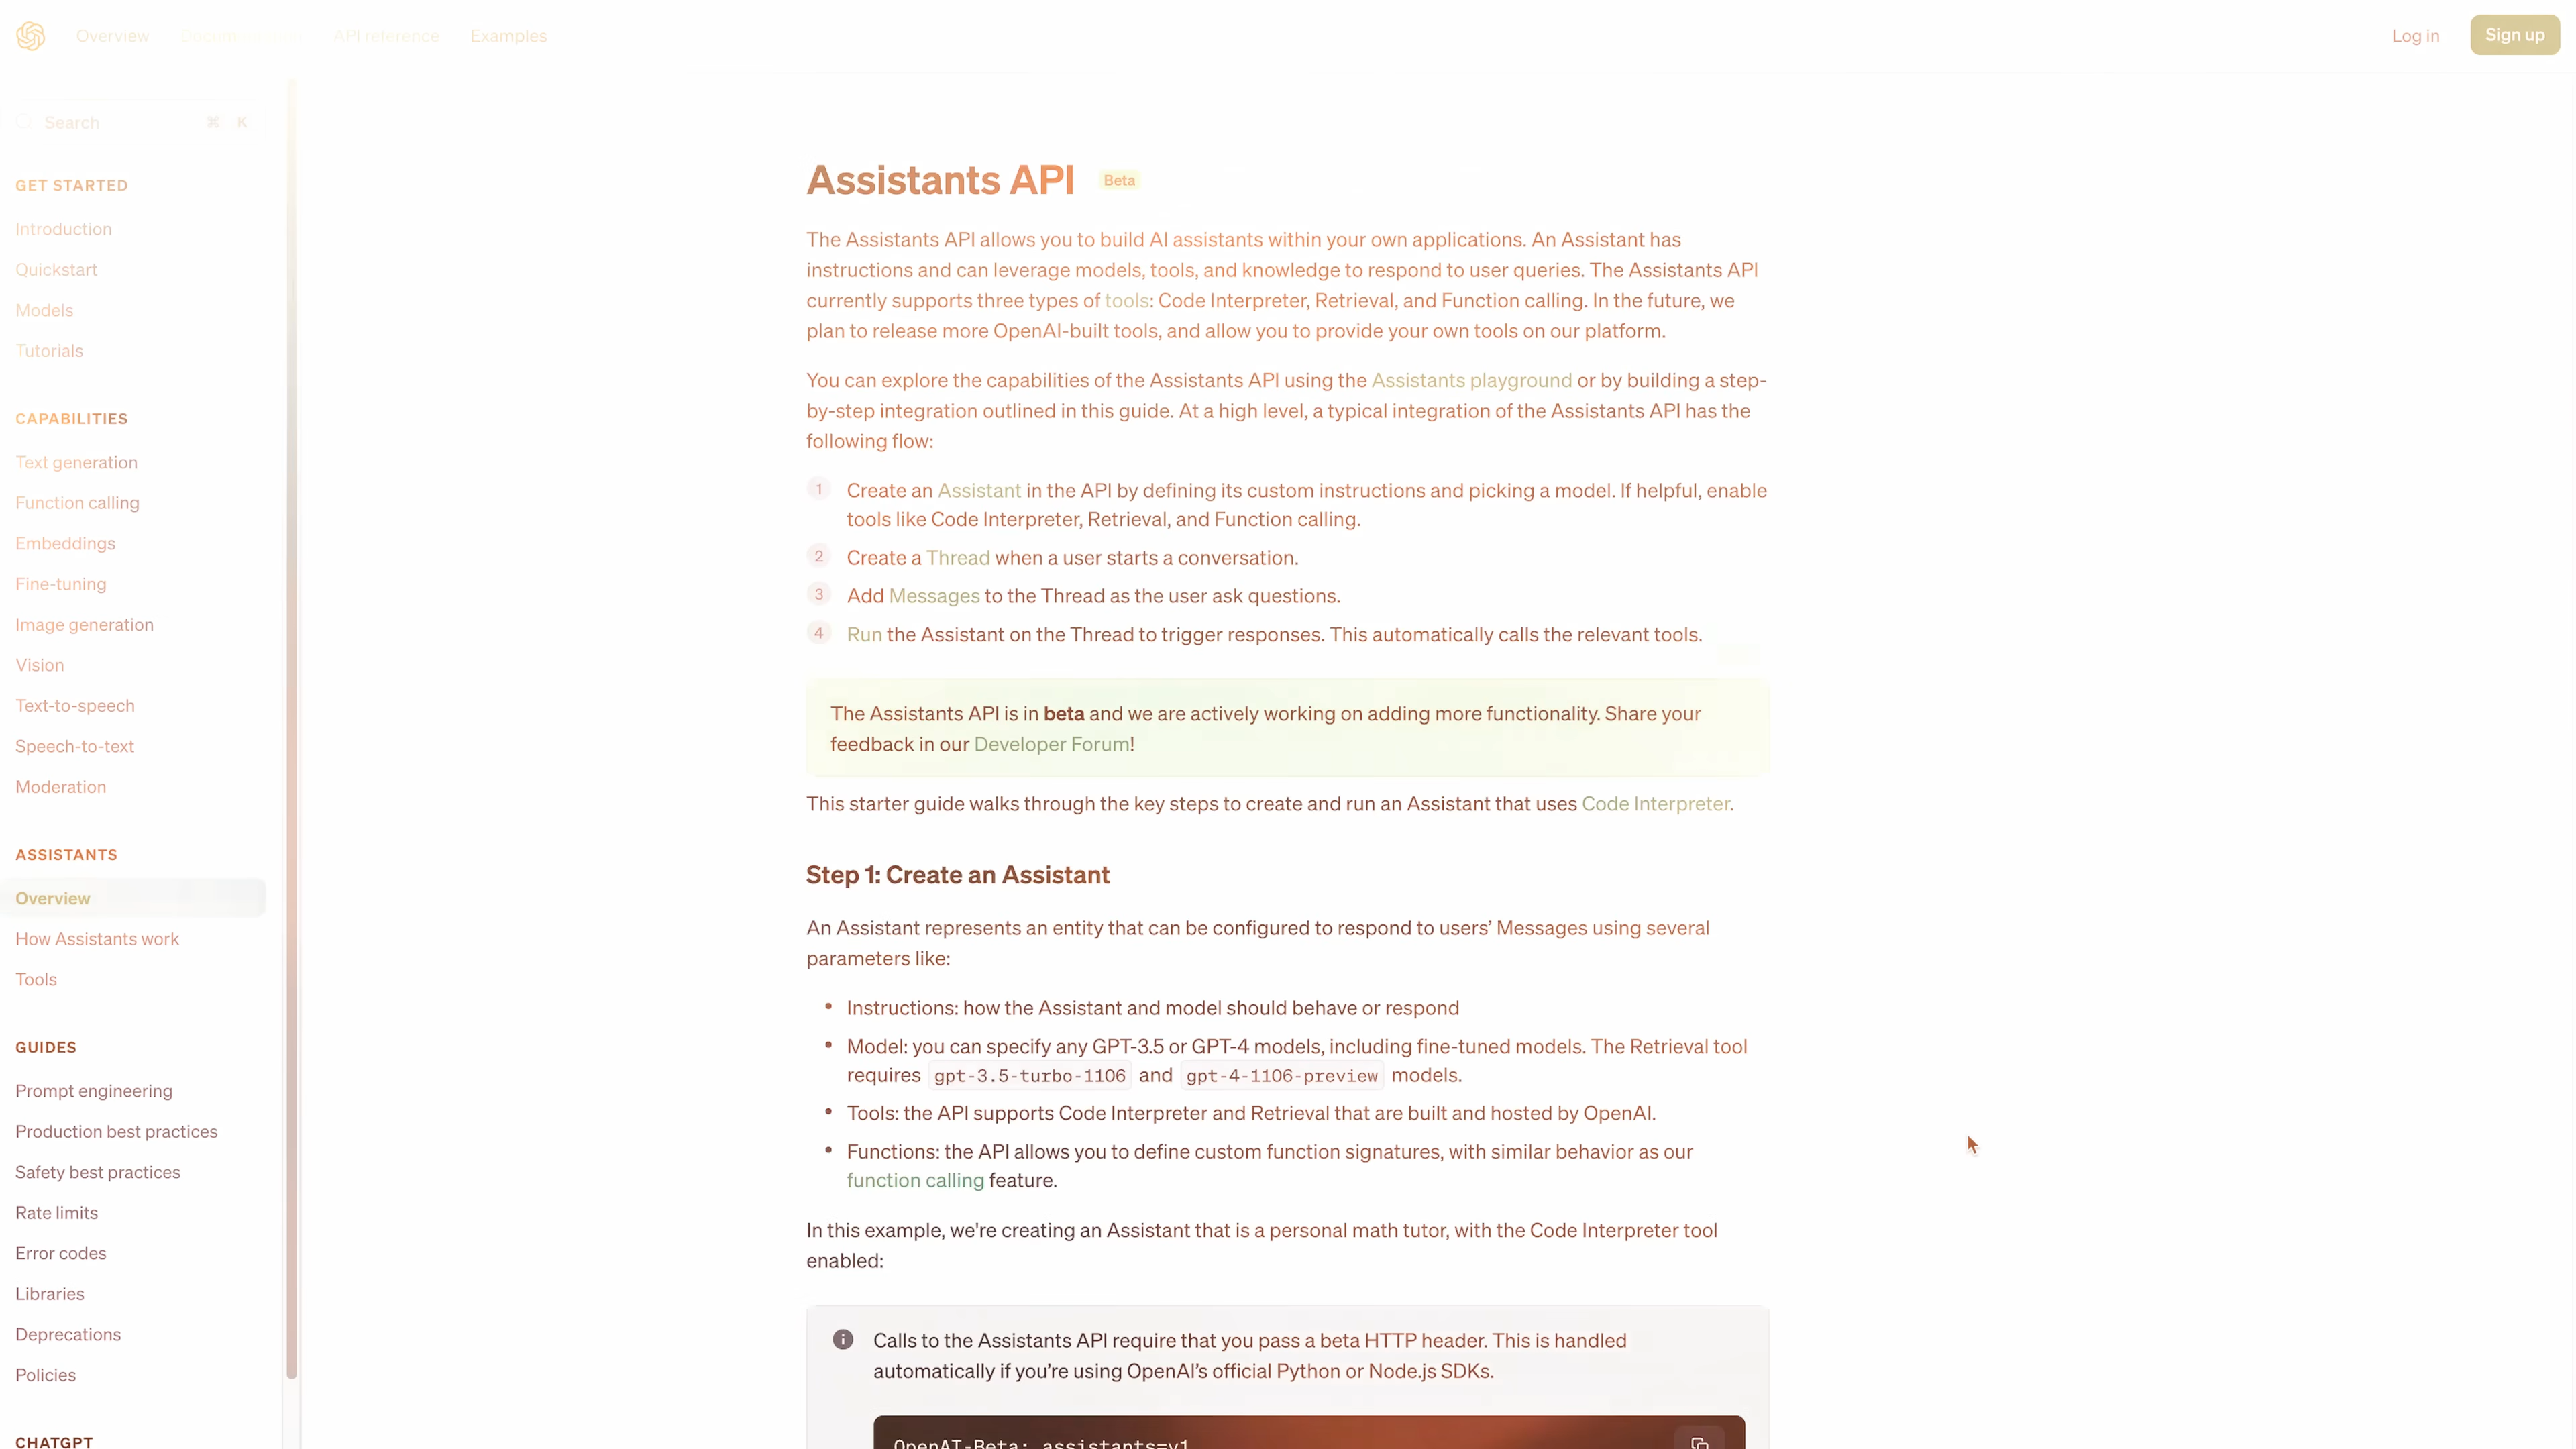 Overview Documentation API reference Examples
Log in Sign up
Search ⌘ K
GET STARTED
Introduction
Quickstart
Models
Tutorials
CAPABILITIES
Text generation
Function calling
Embeddings
Fine-tuning
Image generation
Vision
Text-to-speech
Speech-to-text
Moderation
ASSISTANTS
Overview
How Assistants work
Tools
GUIDES
Prompt engineering
Production best practices
Safety best practices
Rate limits
Error codes
Libraries
Deprecations
Policies
CHATGPT
Assistants API Beta
The Assistants API allows you to build AI assistants within your own applications. An Assistant has
instructions and can leverage models, tools, and knowledge to respond to user queries. The Assistants API
currently supports three types of tools: Code Interpreter, Retrieval, and Function calling. In the future, we
plan to release more OpenAI-built tools, and allow you to provide your own tools on our platform.
You can explore the capabilities of the Assistants API using the Assistants playground or by building a step-
by-step integration outlined in this guide. At a high level, a typical integration of the Assistants API has the
following flow:
1 Create an Assistant in the API by defining its custom instructions and picking a model. If helpful, enable
tools like Code Interpreter, Retrieval, and Function calling.
2 Create a Thread when a user starts a conversation.
3 Add Messages to the Thread as the user ask questions.
4 Run the Assistant on the Thread to trigger responses. This automatically calls the relevant tools.
The Assistants API is in beta and we are actively working on adding more functionality. Share your
feedback in our Developer Forum!
This starter guide walks through the key steps to create and run an Assistant that uses Code Interpreter.
Step 1: Create an Assistant
An Assistant represents an entity that can be configured to respond to users’ Messages using several
parameters like:
• Instructions: how the Assistant and model should behave or respond
• Model: you can specify any GPT-3.5 or GPT-4 models, including fine-tuned models. The Retrieval tool
requires gpt-3.5-turbo-1106 and gpt-4-1106-preview models.
• Tools: the API supports Code Interpreter and Retrieval that are built and hosted by OpenAI.
• Functions: the API allows you to define custom function signatures, with similar behavior as our
function calling feature.
In this example, we're creating an Assistant that is a personal math tutor, with the Code Interpreter tool
enabled:
Calls to the Assistants API require that you pass a beta HTTP header. This is handled
automatically if you’re using OpenAI’s official Python or Node.js SDKs.
OpenAI-Beta: assistants=v1